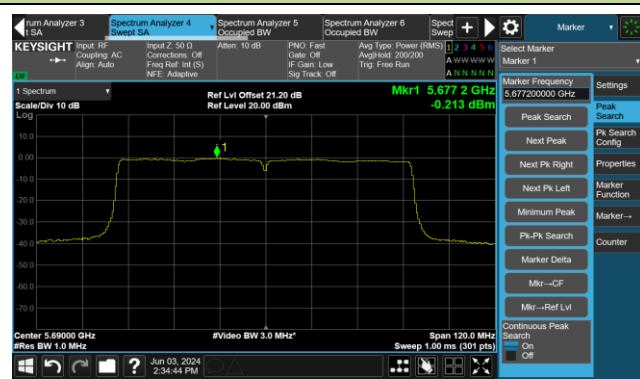 rum Analyzer 3
t SA
Spectrum Analyzer 4
Swept SA
Spectrum Analyzer 5
Occupied BW
Spectrum Analyzer 6
Occupied BW
Spect
Swep
Marker
KEYSIGHT
Input: RF
Coupling: AC
Align: Auto
Input Z: 50 Ω
Corrections: Off
Freq Ref: Int (S)
NFE: Adaptive
Atten: 10 dB
PNO: Fast
Gate: Off
IF Gain: Low
Sig Track: Off
Avg Type: Power (RMS)
Avg|Hold: 200/200
Trig: Free Run
1 2 3 4 5 6
A W W W W W
A N N N N N
LW
Select Marker
Marker 1
1 Spectrum
Scale/Div 10 dB
Log
Ref Lvl Offset 21.20 dB
Ref Level 20.00 dBm
Mkr1 5.677 2 GHz
-0.213 dBm
10.0
0.00
-10.0
-20.0
-30.0
-40.0
-50.0
-60.0
-70.0
1
Center 5.69000 GHz
#Res BW 1.0 MHz
#Video BW 3.0 MHz*
Span 120.0 MHz
Sweep 1.00 ms (301 pts)
Marker Frequency
5.677200000 GHz
Peak Search
Next Peak
Next Pk Right
Next Pk Left
Minimum Peak
Pk-Pk Search
Marker Delta
Mkr→CF
Mkr→Ref Lvl
Continuous Peak
Search
On
Off
Settings
Peak
Search
Pk Search
Config
Properties
Marker
Function
Marker→
Counter
?
Jun 03, 2024
2:34:44 PM